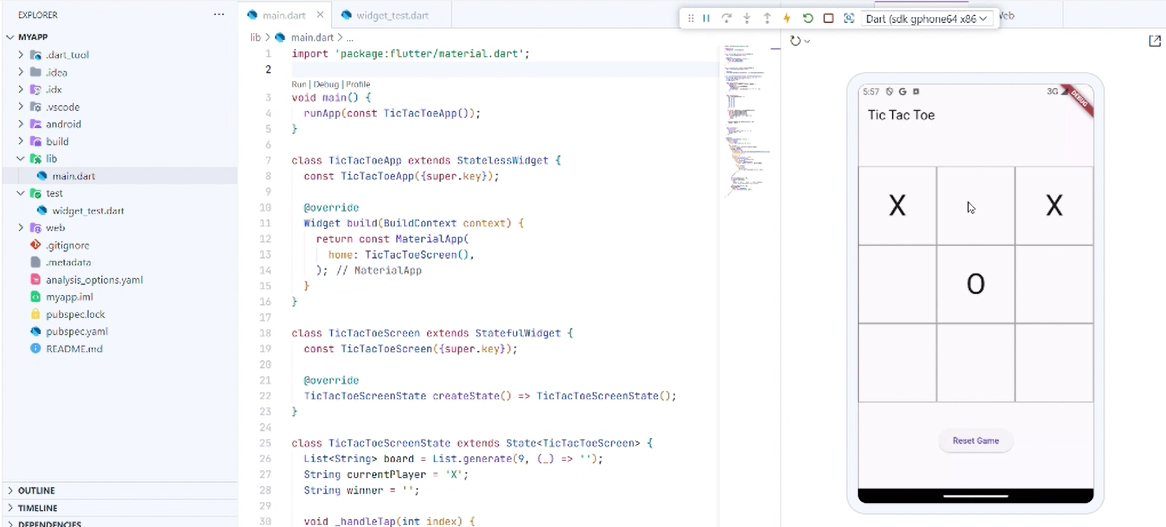 EXPLORER
MYAPP
.dart_tool
.idea
.idx
.vscode
android
build
lib
main.dart
test
widget_test.dart
web
.gitignore
.metadata
analysis_options.yaml
myapp.iml
pubspec.lock
pubspec.yaml
README.md
OUTLINE
TIMELINE
DEPENDENCIES
main.dart
widget_test.dart
lib > main.dart > ...
1 import 'package:flutter/material.dart';
2
Run | Debug | Profile
3 void main() {
4 runApp(const TicTacToeApp());
5 }
6
7 class TicTacToeApp extends StatelessWidget {
8 const TicTacToeApp({super.key});
9
10 @override
11 Widget build(BuildContext context) {
12 return const MaterialApp(
13 home: TicTacToeScreen(),
14 ); // MaterialApp
15 }
16 }
17
18 class TicTacToeScreen extends StatefulWidget {
19 const TicTacToeScreen({super.key});
20
21 @override
22 TicTacToeScreenState createState() => TicTacToeScreenState();
23 }
24
25 class TicTacToeScreenState extends State<TicTacToeScreen> {
26 List<String> board = List.generate(9, (_) => '');
27 String currentPlayer = 'X';
28 String winner = '';
29
30 void _handleTap(int index) {
Dart (sdk gphone64 x86
Web
5:57 G 3G
DEBUG
Tic Tac Toe
X X
O
Reset Game